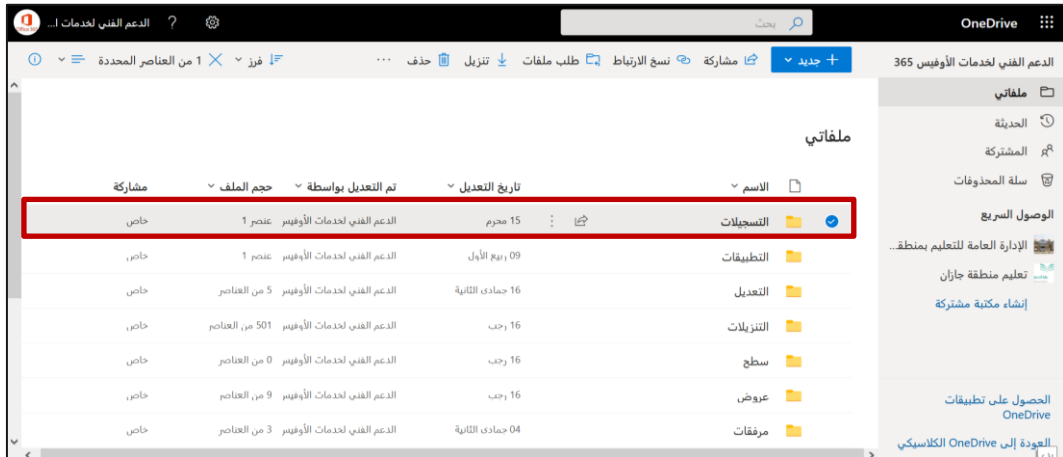 OneDrive
بحث
الدعم الفني لخدمات ا...
الدعم الفني لخدمات الأوفيس 365
ملفاتي
الحديثة
المشتركة
سلة المحذوفات
الوصول السريع
الإدارة العامة للتعليم بمنطقـ...
تعليم منطقة جازان
إنشاء مكتبة مشتركة
الحصول على تطبيقات
OneDrive
العودة إلى OneDrive الكلاسيكي
+ جديد مشاركة نسخ الارتباط طلب ملفات تنزيل حذف ... فرز 1 من العناصر المحددة
ملفاتي
الاسم تاريخ التعديل تم التعديل بواسطة حجم الملف مشاركة
التسجيلات 15 محرم الدعم الفني لخدمات الأوفيس عنصر 1 خاص
التطبيقات 09 ربيع الأول الدعم الفني لخدمات الأوفيس عنصر 1 خاص
التعديل 16 جمادى الثانية الدعم الفني لخدمات الأوفيس 5 من العناصر خاص
التنزيلات 16 رجب الدعم الفني لخدمات الأوفيس 501 من العناصر خاص
سطح 16 رجب الدعم الفني لخدمات الأوفيس 0 من العناصر خاص
عروض 16 رجب الدعم الفني لخدمات الأوفيس 9 من العناصر خاص
مرفقات 04 جمادى الثانية الدعم الفني لخدمات الأوفيس 3 من العناصر خاص